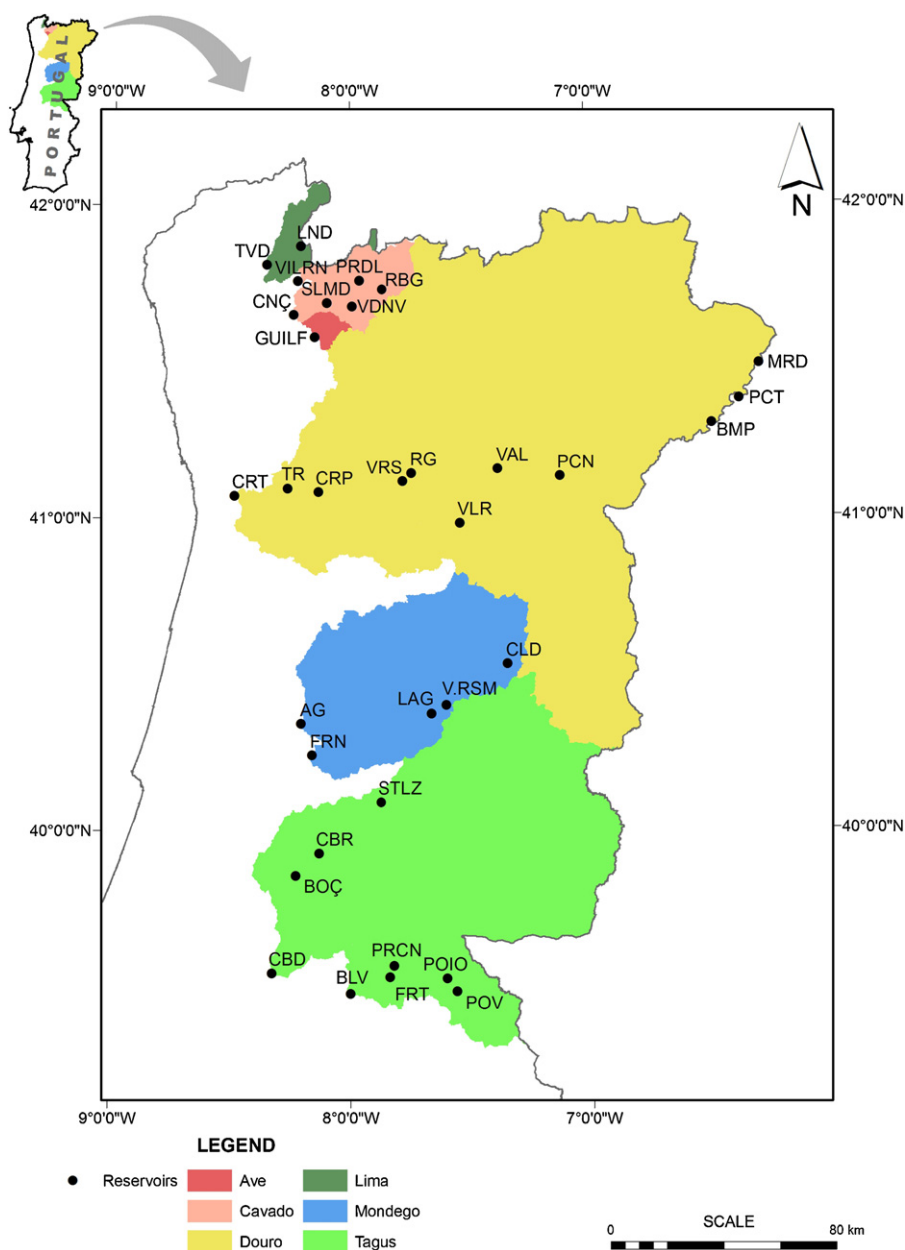 PORTUGAL
9°0'0"W 8°0'0"W 7°0'0"W
42°0'0"N 42°0'0"N
N
LND
TVD
VILRN PRDL
SLMD RBG
CNÇ VDNV
GUILF
MRD
PCT
BMP
CRT TR CRP VRS RG VAL PCN
VLR
41°0'0"N 41°0'0"N
CLD
LAG V.RSM
AG
FRN
STLZ
40°0'0"N 40°0'0"N
CBR
BOÇ
CBD PRCN POIO
BLV FRT POV
9°0'0"W 8°0'0"W 7°0'0"W
LEGEND
Reservoirs Ave Lima
Cavado Mondego
Douro Tagus
SCALE
0 80 km